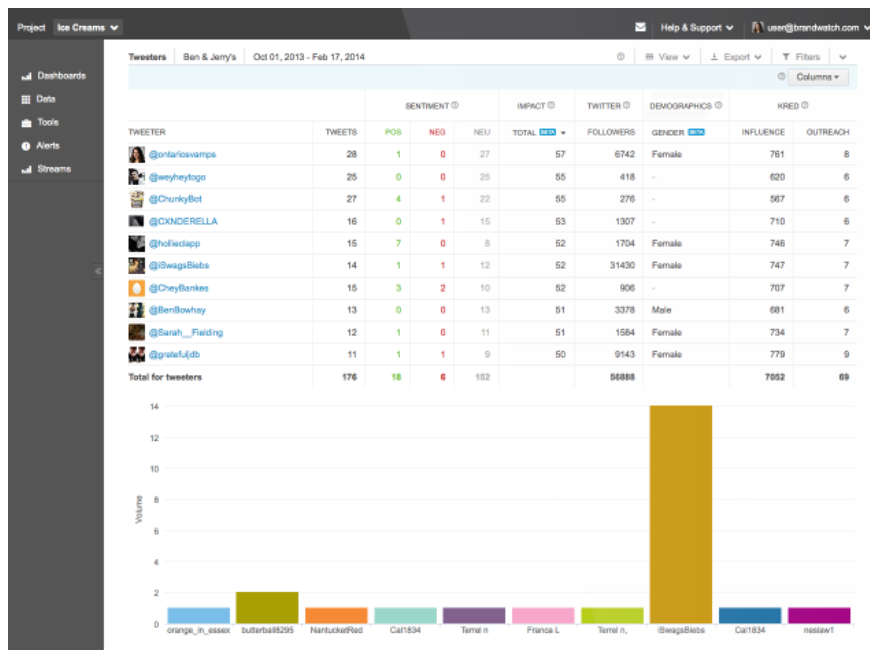 Project Ice Creams Help & Support user@brandwatch.com
Tweeters Ben & Jerry's Oct 01, 2013 - Feb 17, 2014 View Export Filters
Dashboards
Data
Tools
Alerts
Streams
Columns
SENTIMENT IMPACT TWITTER DEMOGRAPHICS KRED
TWEETER TWEETS POS NEG NEU TOTAL BETA FOLLOWERS GENDER BETA INFLUENCE OUTREACH
@ontariosvamps 28 1 0 27 57 6742 Female 761 8
@weyheytogo 25 0 0 25 55 418 - 620 6
@ChunkyBot 27 4 1 22 55 276 - 567 6
@CXNDERELLA 16 0 1 15 53 1307 - 710 6
@hollieclapp 15 7 0 8 52 1704 Female 746 7
@iSwagsBiebs 14 1 1 12 52 31430 Female 747 7
@CheyBankes 15 3 2 10 52 906 - 707 7
@BenBowhay 13 0 0 13 51 3378 Male 681 6
@Sarah__Fielding 12 1 0 11 51 1584 Female 734 7
@gratefuljdb 11 1 1 9 50 9143 Female 779 9
Total for tweeters 176 18 6 152 56888 7052 69
14
12
10
8
Volume
6
4
2
0
orange_in_essex butterball8295 NantucketRed Cal1834 Terrel n Franca L Terrel n, iSwagsBiebs Cal1834 neslaw1